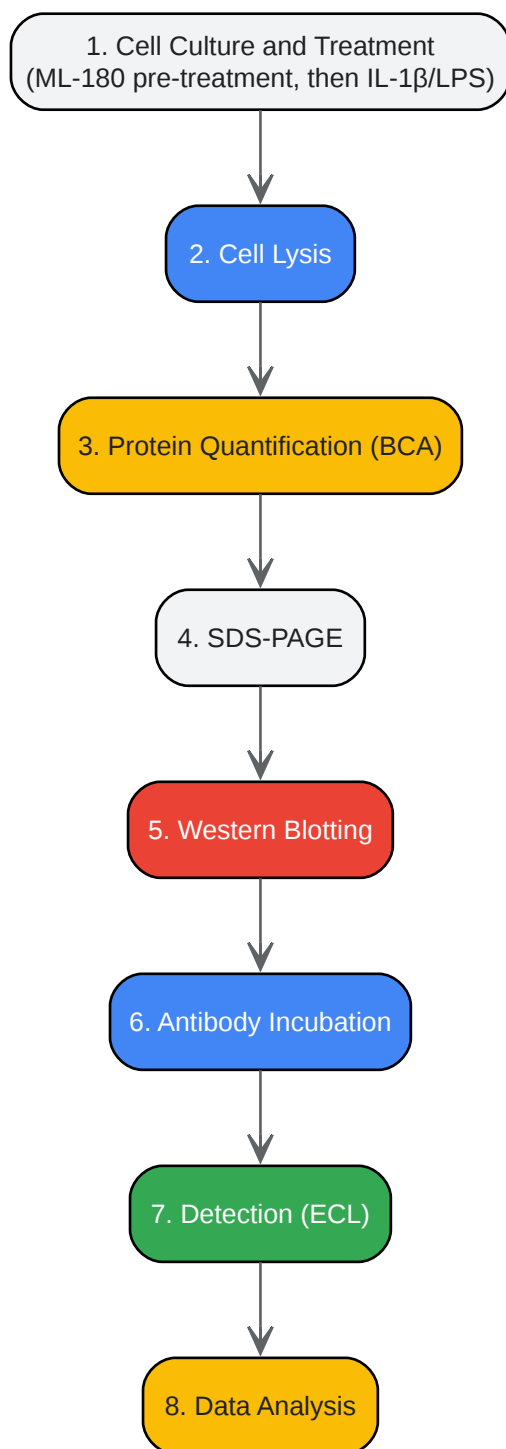 1. Cell Culture and Treatment
(ML-180 pre-treatment, then IL-1β/LPS)
2. Cell Lysis
3. Protein Quantification (BCA)
4. SDS-PAGE
5. Western Blotting
6. Antibody Incubation
7. Detection (ECL)
8. Data Analysis